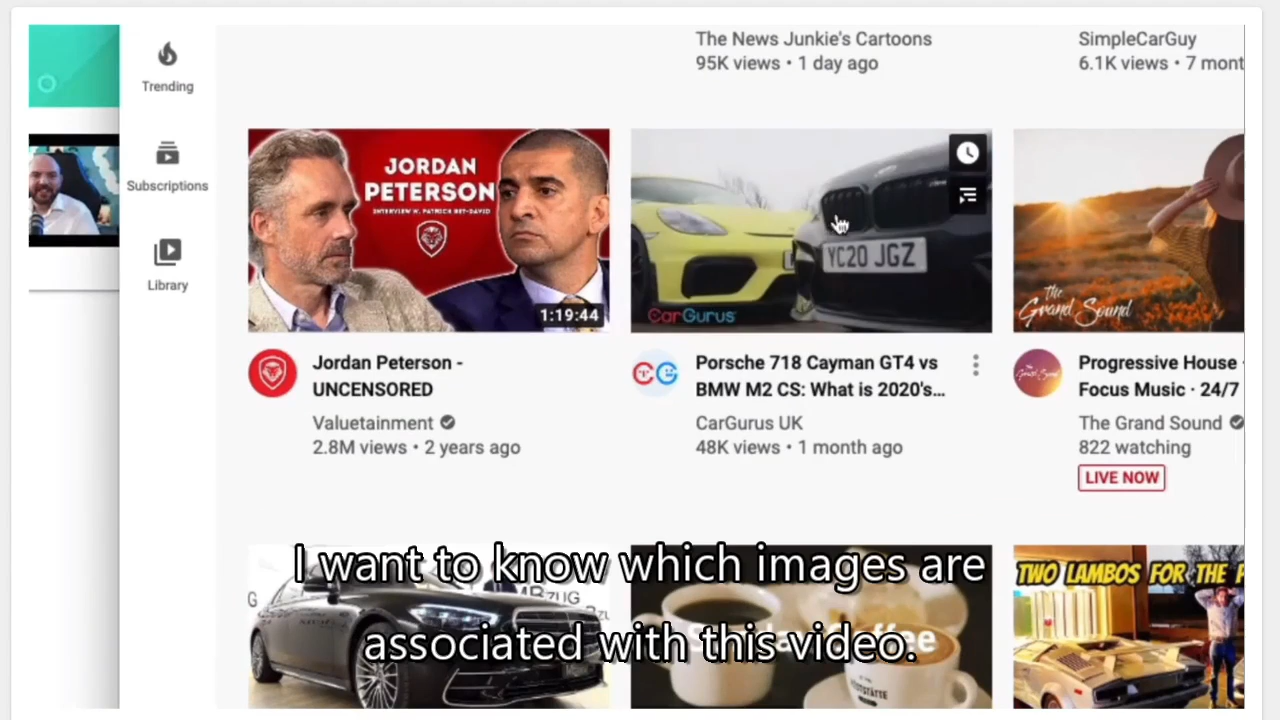 The News Junkie's Cartoons
95K views • 1 day ago
SimpleCarGuy
6.1K views • 7 mont
Trending
Subscriptions
Library
JORDAN
PETERSON
INTERVIEW W. PATRICK BET-DAVID
1:19:44
YC20 JGZ
CarGurus
The
Grand Sound
Jordan Peterson -
UNCENSORED
Valuetainment
2.8M views • 2 years ago
Porsche 718 Cayman GT4 vs
BMW M2 CS: What is 2020's...
CarGurus UK
48K views • 1 month ago
Progressive House ·
Focus Music · 24/7
The Grand Sound
822 watching
LIVE NOW
TWO LAMBOS FOR THE P
I want to know which images are
associated with this video.